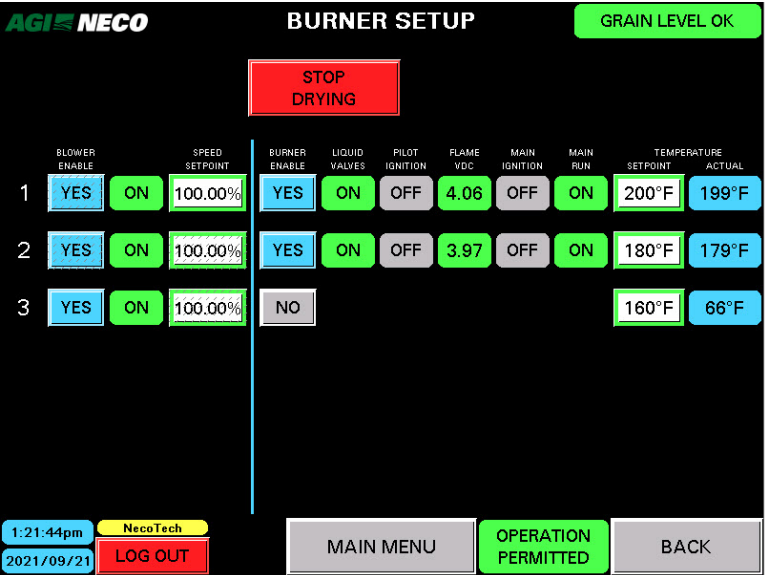 AGI NECO BURNER SETUP GRAIN LEVEL OK
STOP
DRYING
BLOWER SPEED BURNER LIQUID PILOT FLAME MAIN MAIN TEMPERATURE
ENABLE SETPOINT ENABLE VALVES IGNITION VDC IGNITION RUN SETPOINT ACTUAL
1 YES ON 100.00% YES ON OFF 4.06 OFF ON 200°F 199°F
2 YES ON 100.00% YES ON OFF 3.97 OFF ON 180°F 179°F
3 YES ON 100.00% NO 160°F 66°F
1:21:44pm NecoTech
2021/09/21 LOG OUT
MAIN MENU
OPERATION
PERMITTED
BACK